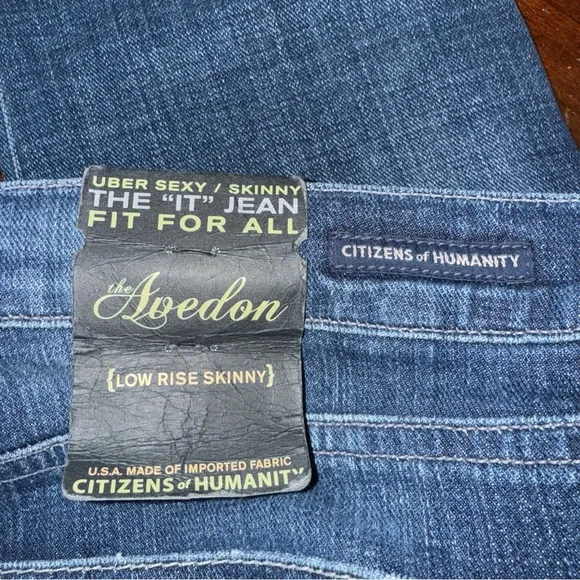 UBER SEXY / SKINNY
THE "IT" JEAN
FIT FOR ALL
the Avedon
{LOW RISE SKINNY}
U.S.A. MADE OF IMPORTED FABRIC
CITIZENS of HUMANITY
CITIZENS of HUMANITY